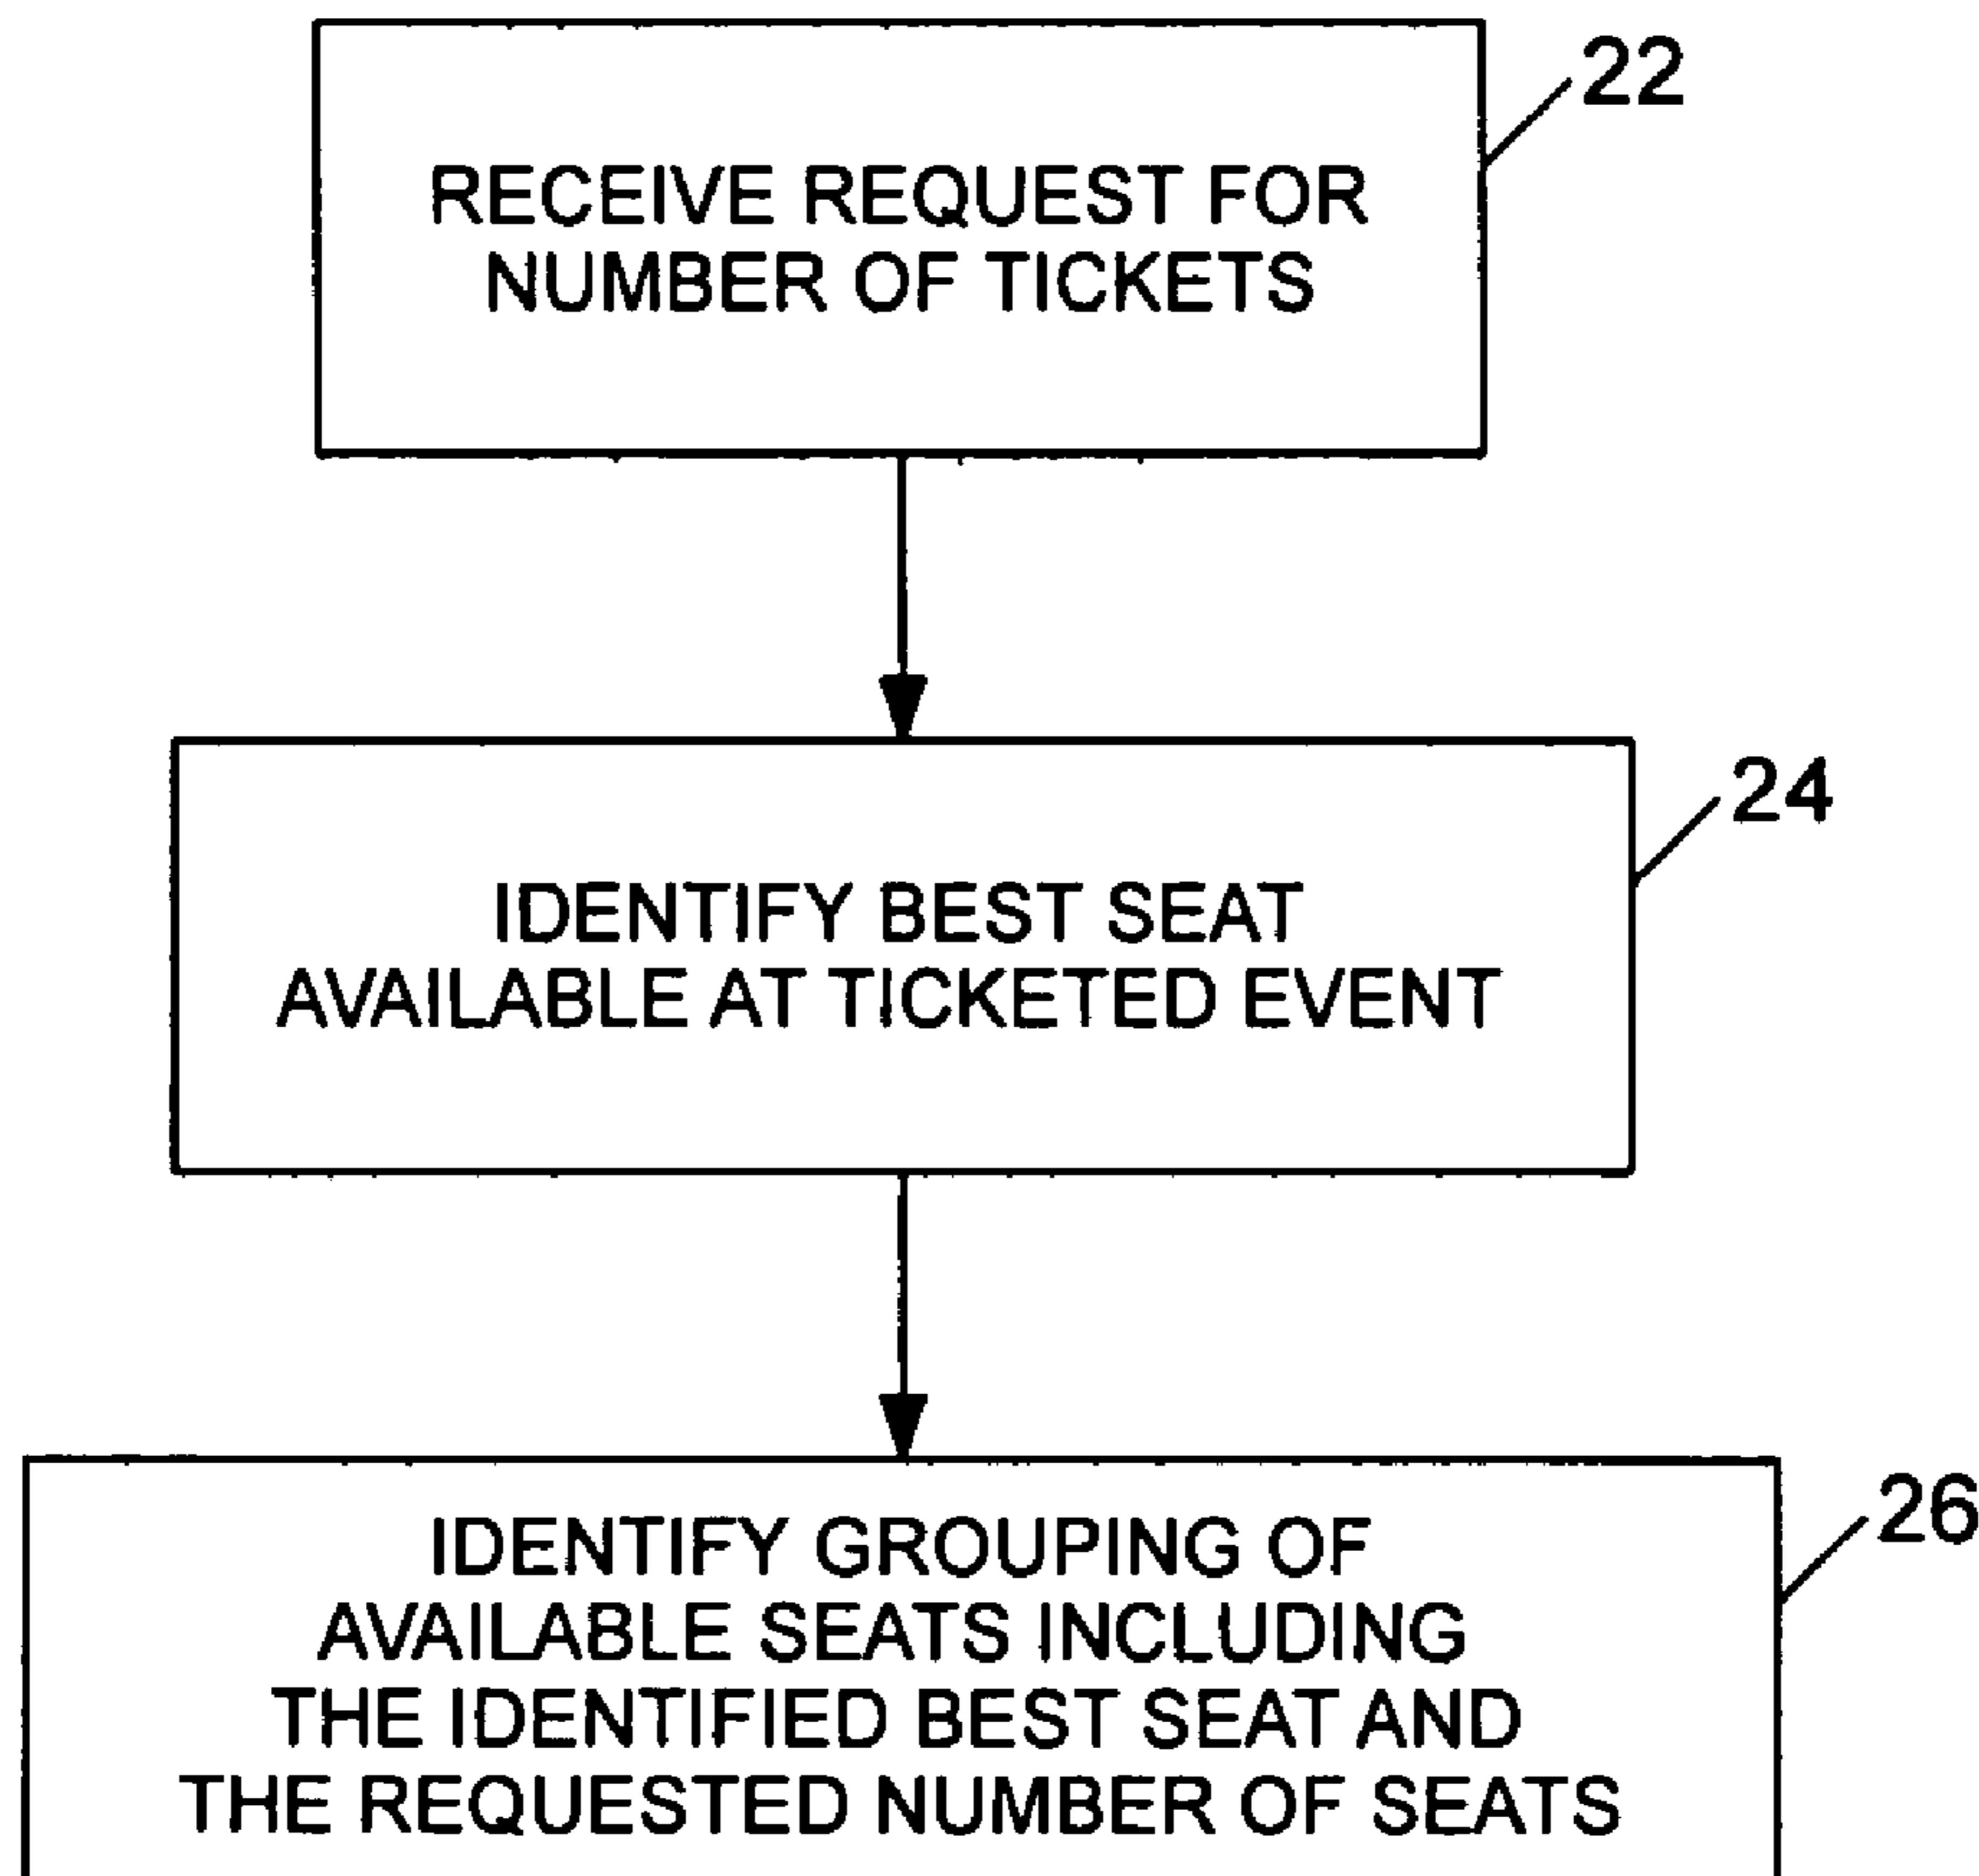 22
RECEIVE REQUEST FOR
NUMBER OF TICKETS
24
IDENTIFY BEST SEAT
AVAILABLE AT TICKETED EVENT
26
IDENTIFY GROUPING OF
AVAILABLE SEATS INCLUDING
THE IDENTIFIED BEST SEAT AND
THE REQUESTED NUMBER OF SEATS